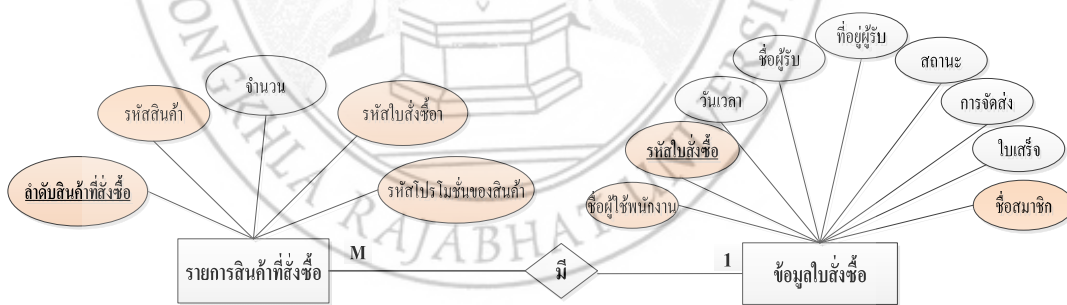 ที่อยู่ผู้รับ
ชื่อผู้รับ
สถานะ
จำนวน
วันเวลา
การจัดส่ง
รหัสสินค้า
รหัสใบสั่งซื้อา
รหัสใบสั่งซื้อ
ใบเสร็จ
ลำดับสินค้าที่สั่งซื้อ
รหัสโปรโมชั่นของสินค้า
ชื่อผู้ใช้พนักงาน
ชื่อสมาชิก
รายการสินค้าที่สั่งซื้อ
M
มี
1
ข้อมูลใบสั่งซื้อ
ONGKHLA RAJABHAT UNIVERSI